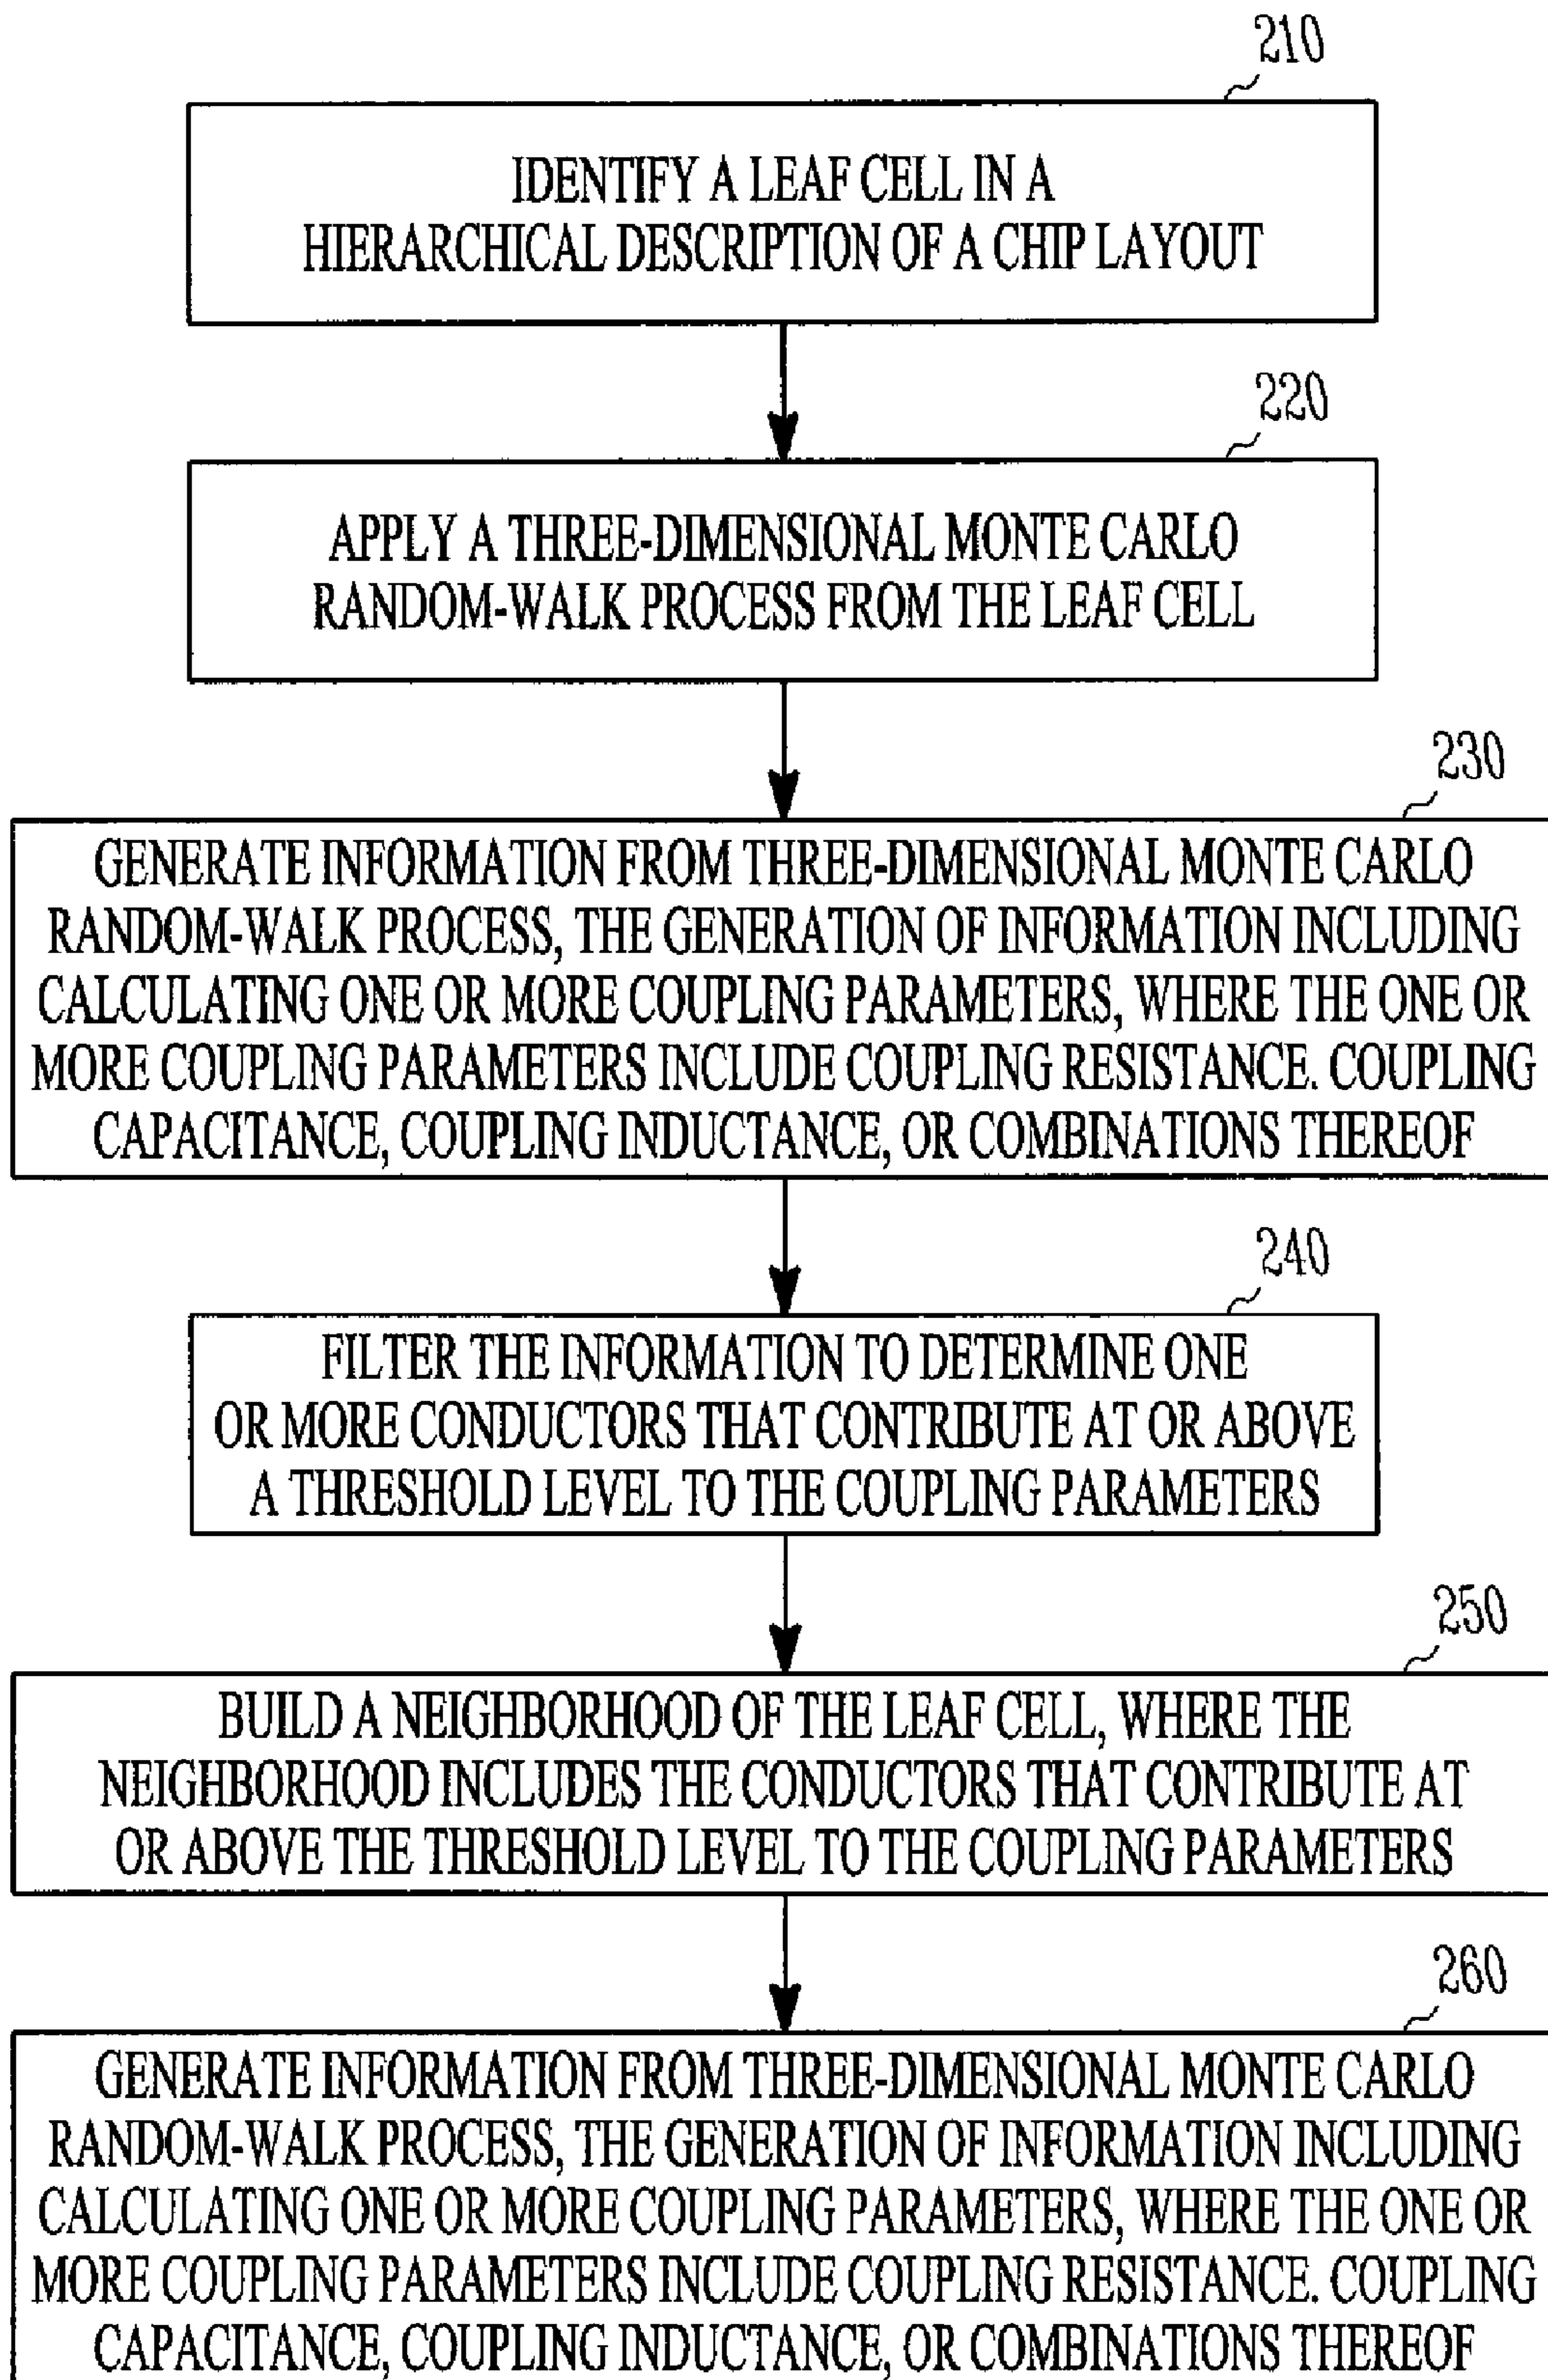 210
IDENTIFY A LEAF CELL IN A
HIERARCHICAL DESCRIPTION OF A CHIP LAYOUT
220
APPLY A THREE-DIMENSIONAL MONTE CARLO
RANDOM-WALK PROCESS FROM THE LEAF CELL
230
GENERATE INFORMATION FROM THREE-DIMENSIONAL MONTE CARLO
RANDOM-WALK PROCESS, THE GENERATION OF INFORMATION INCLUDING
CALCULATING ONE OR MORE COUPLING PARAMETERS, WHERE THE ONE OR
MORE COUPLING PARAMETERS INCLUDE COUPLING RESISTANCE. COUPLING
CAPACITANCE, COUPLING INDUCTANCE, OR COMBINATIONS THEREOF
240
FILTER THE INFORMATION TO DETERMINE ONE
OR MORE CONDUCTORS THAT CONTRIBUTE AT OR ABOVE
A THRESHOLD LEVEL TO THE COUPLING PARAMETERS
250
BUILD A NEIGHBORHOOD OF THE LEAF CELL, WHERE THE
NEIGHBORHOOD INCLUDES THE CONDUCTORS THAT CONTRIBUTE AT
OR ABOVE THE THRESHOLD LEVEL TO THE COUPLING PARAMETERS
260
GENERATE INFORMATION FROM THREE-DIMENSIONAL MONTE CARLO
RANDOM-WALK PROCESS, THE GENERATION OF INFORMATION INCLUDING
CALCULATING ONE OR MORE COUPLING PARAMETERS, WHERE THE ONE OR
MORE COUPLING PARAMETERS INCLUDE COUPLING RESISTANCE. COUPLING
CAPACITANCE, COUPLING INDUCTANCE, OR COMBINATIONS THEREOF